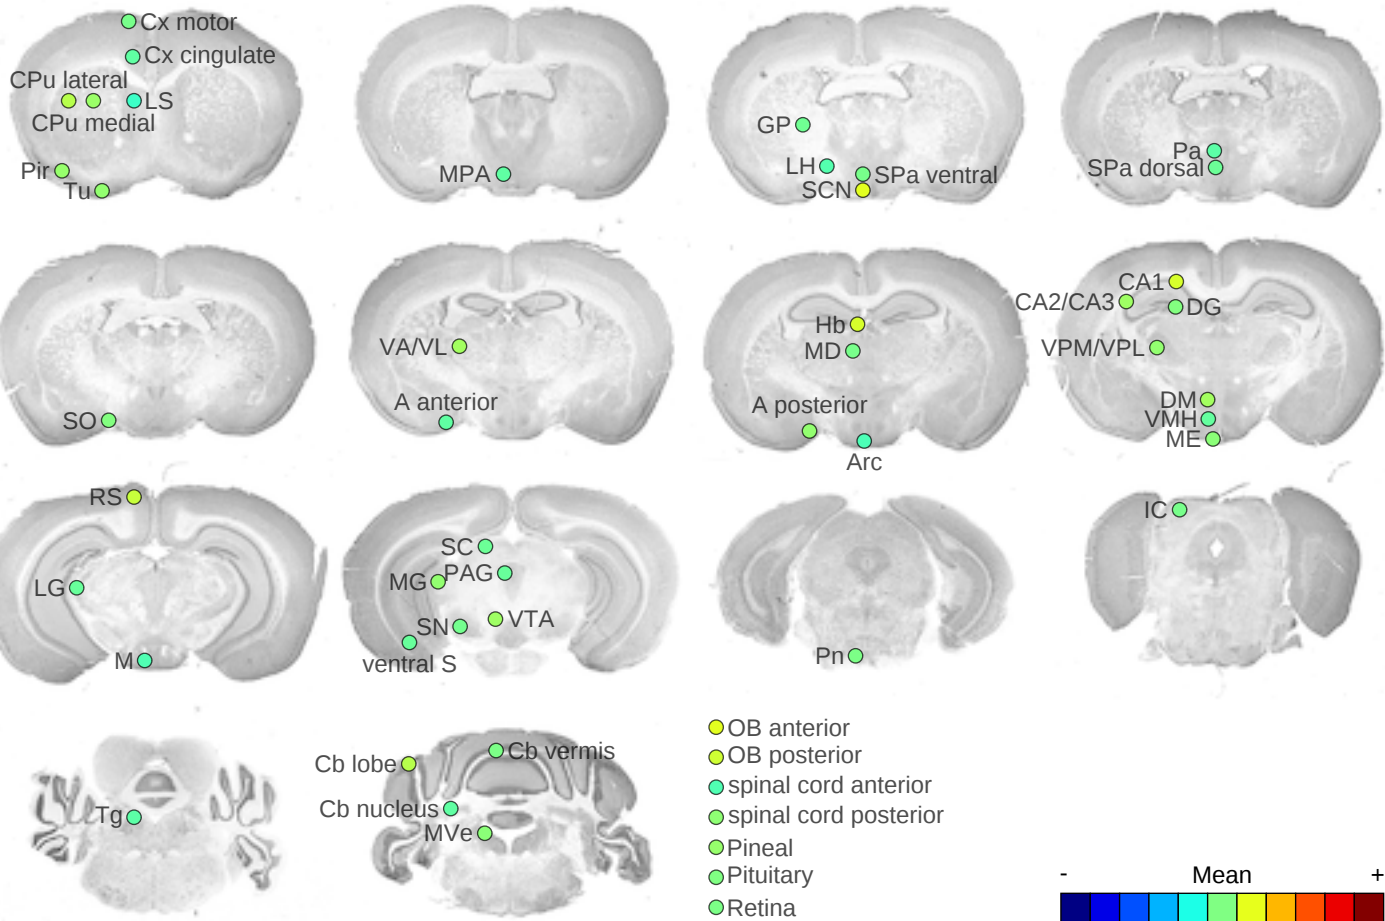 Cx motor
Cx cingulate
CPu lateral
LS
CPu medial
Pir
Tu
MPA
GP
LH
SPa ventral
SCN
Pa
SPa dorsal
SO
VA/VL
A anterior
Hb
MD
A posterior
Arc
CA1
CA2/CA3
DG
VPM/VPL
DM
VMH
ME
RS
LG
M
SC
MG
PAG
SN
VTA
ventral S
Pn
IC
Tg
Cb lobe
Cb vermis
Cb nucleus
MVe
OB anterior
OB posterior
spinal cord anterior
spinal cord posterior
Pineal
Pituitary
Retina
- Mean +